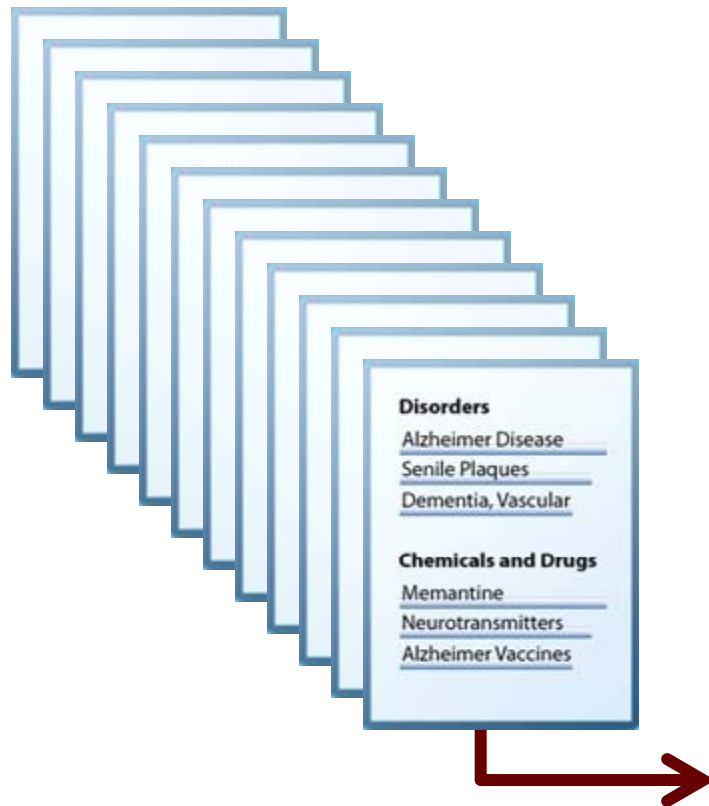 Disorders
Alzheimer Disease
Senile Plaques
Dementia, Vascular
Chemicals and Drugs
Memantine
Neurotransmitters
Alzheimer Vaccines